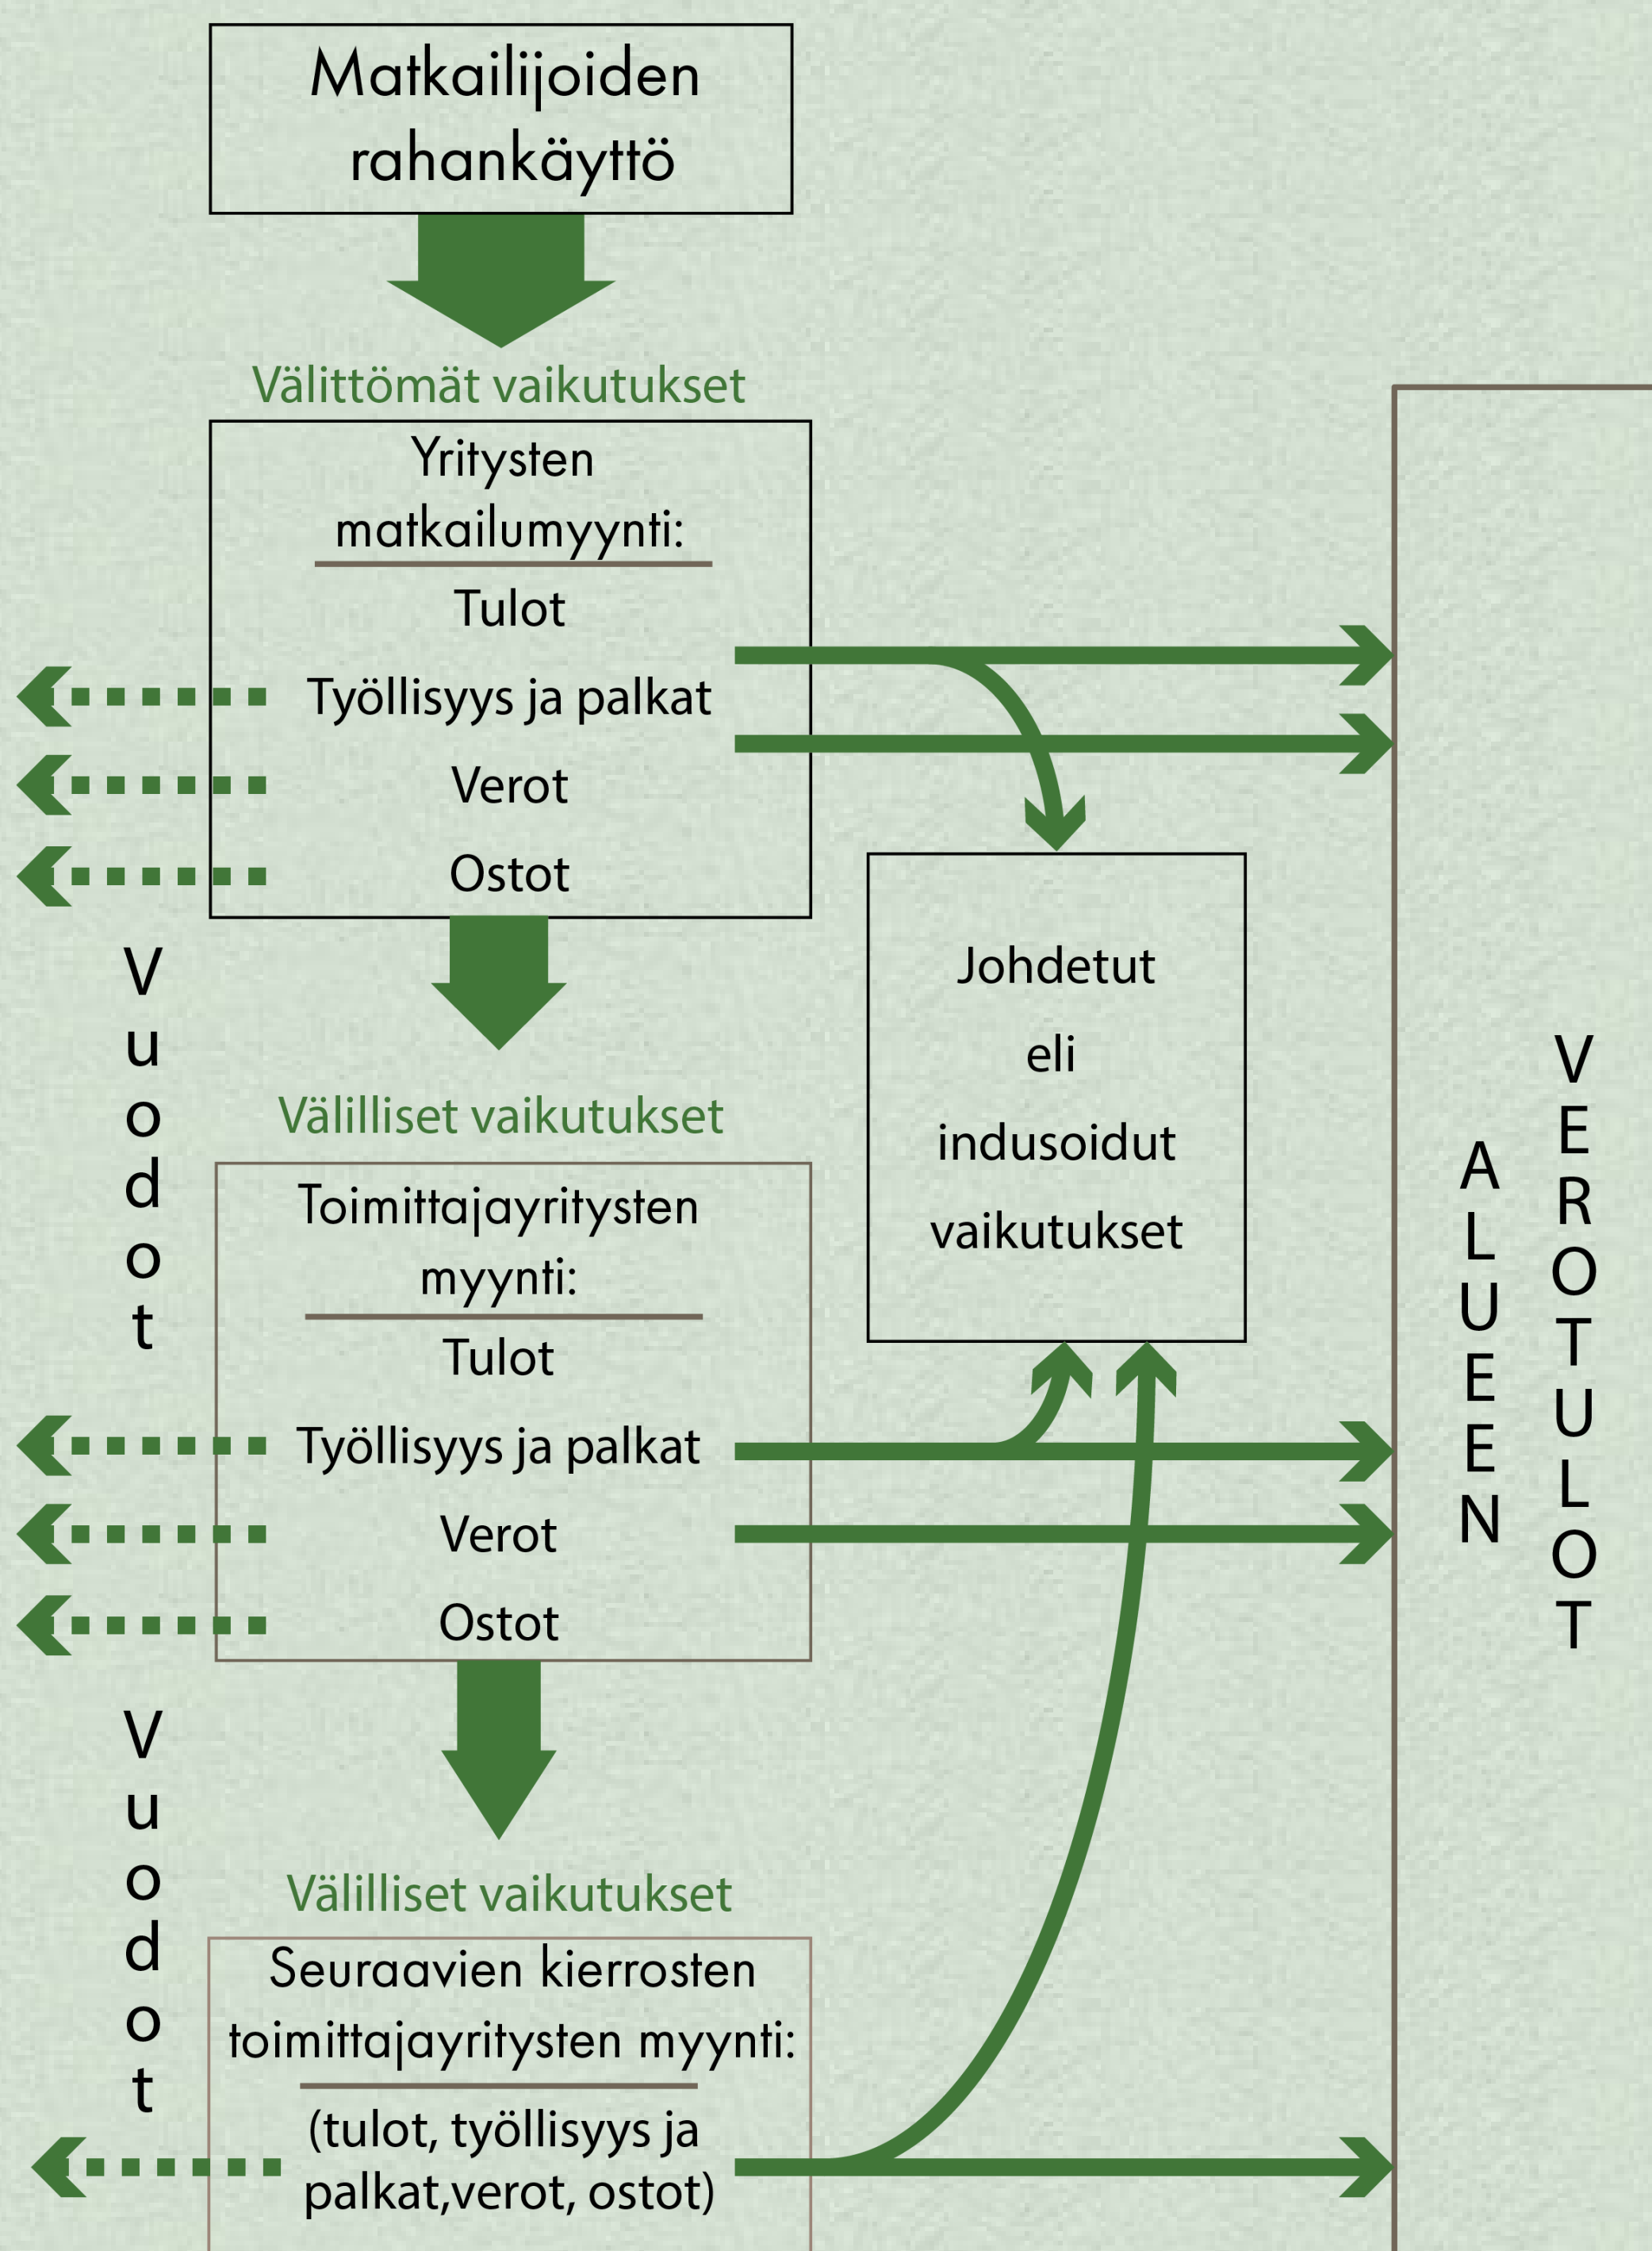 Matkailijoiden
rahankäyttö
Välittömät vaikutukset
Yritysten
matkailumyynti:
Tulot
Työllisyys ja palkat
Verot
Ostot
Vuodot
Johdetut
eli
indusoidut
vaikutukset
Välilliset vaikutukset
Toimittajayritysten
myynti:
Tulot
Työllisyys ja palkat
Verot
Ostot
Vuodot
Välilliset vaikutukset
Seuraavien kierrosten
toimittajayritysten myynti:
(tulot, työllisyys ja
palkat,verot, ostot)
ALUEEN
VEROTULOT